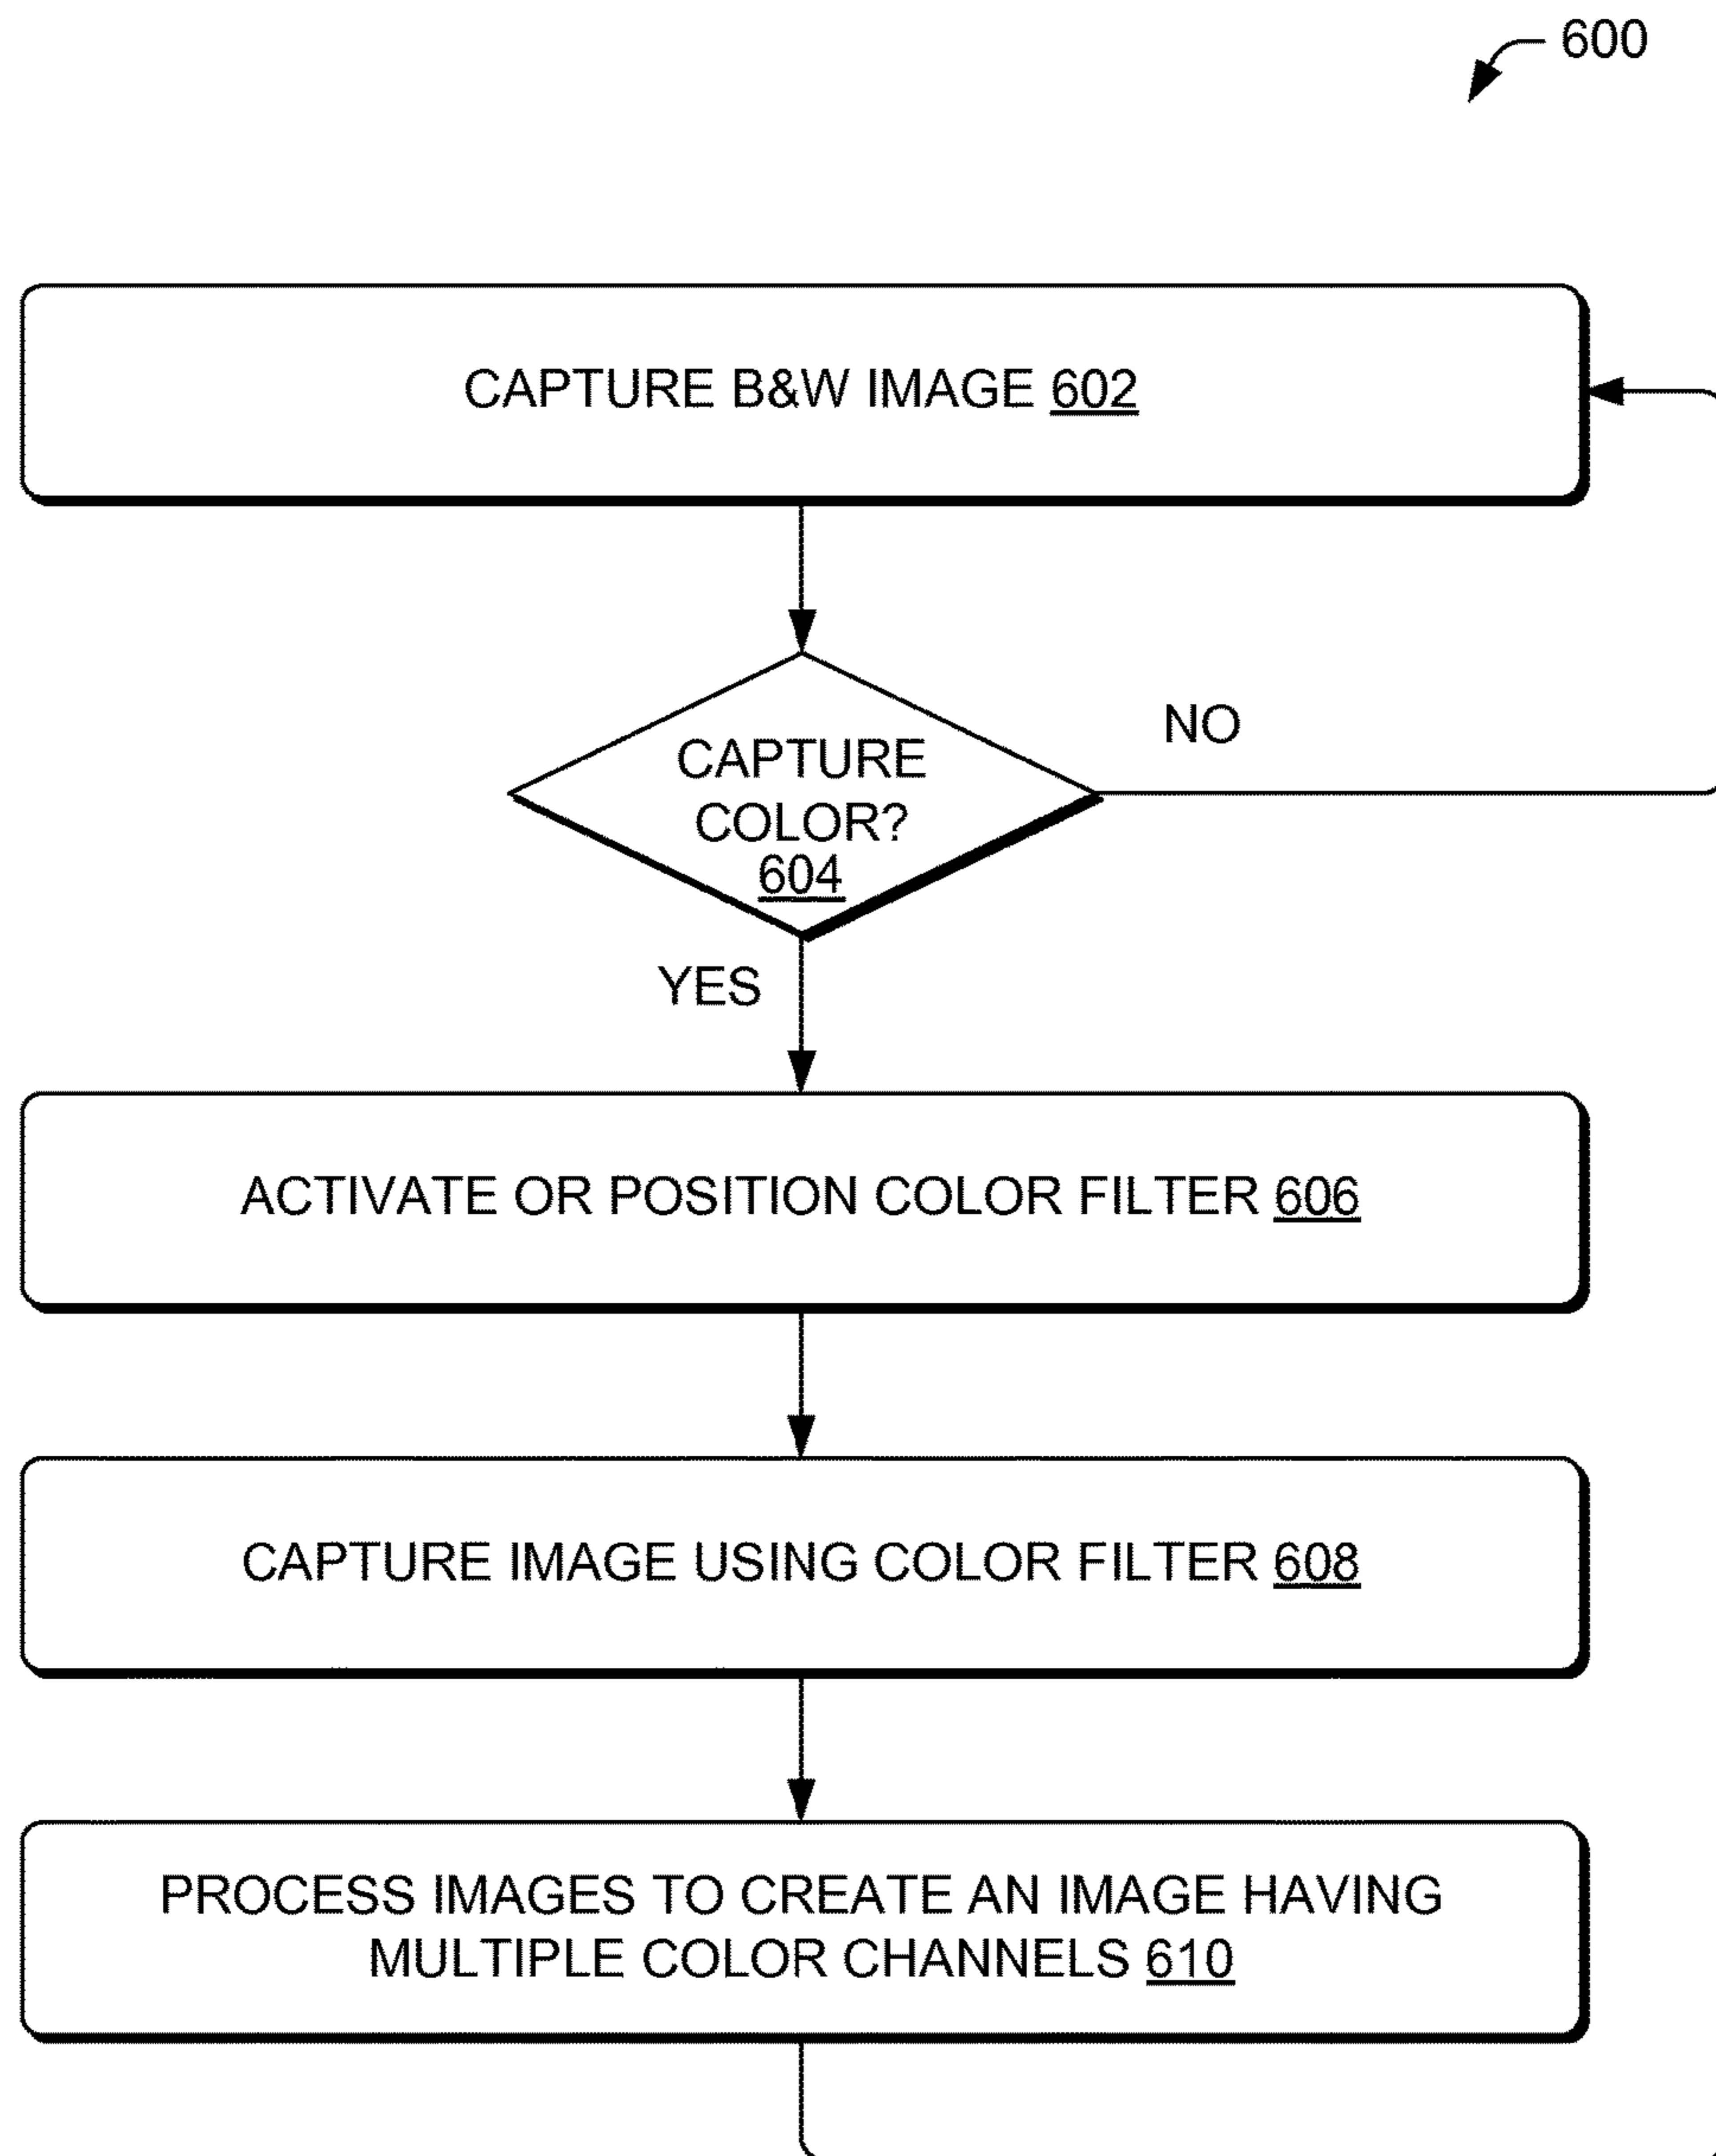 600
CAPTURE B&W IMAGE 602
CAPTURE
COLOR?
604
NO
YES
ACTIVATE OR POSITION COLOR FILTER 606
CAPTURE IMAGE USING COLOR FILTER 608
PROCESS IMAGES TO CREATE AN IMAGE HAVING
MULTIPLE COLOR CHANNELS 610